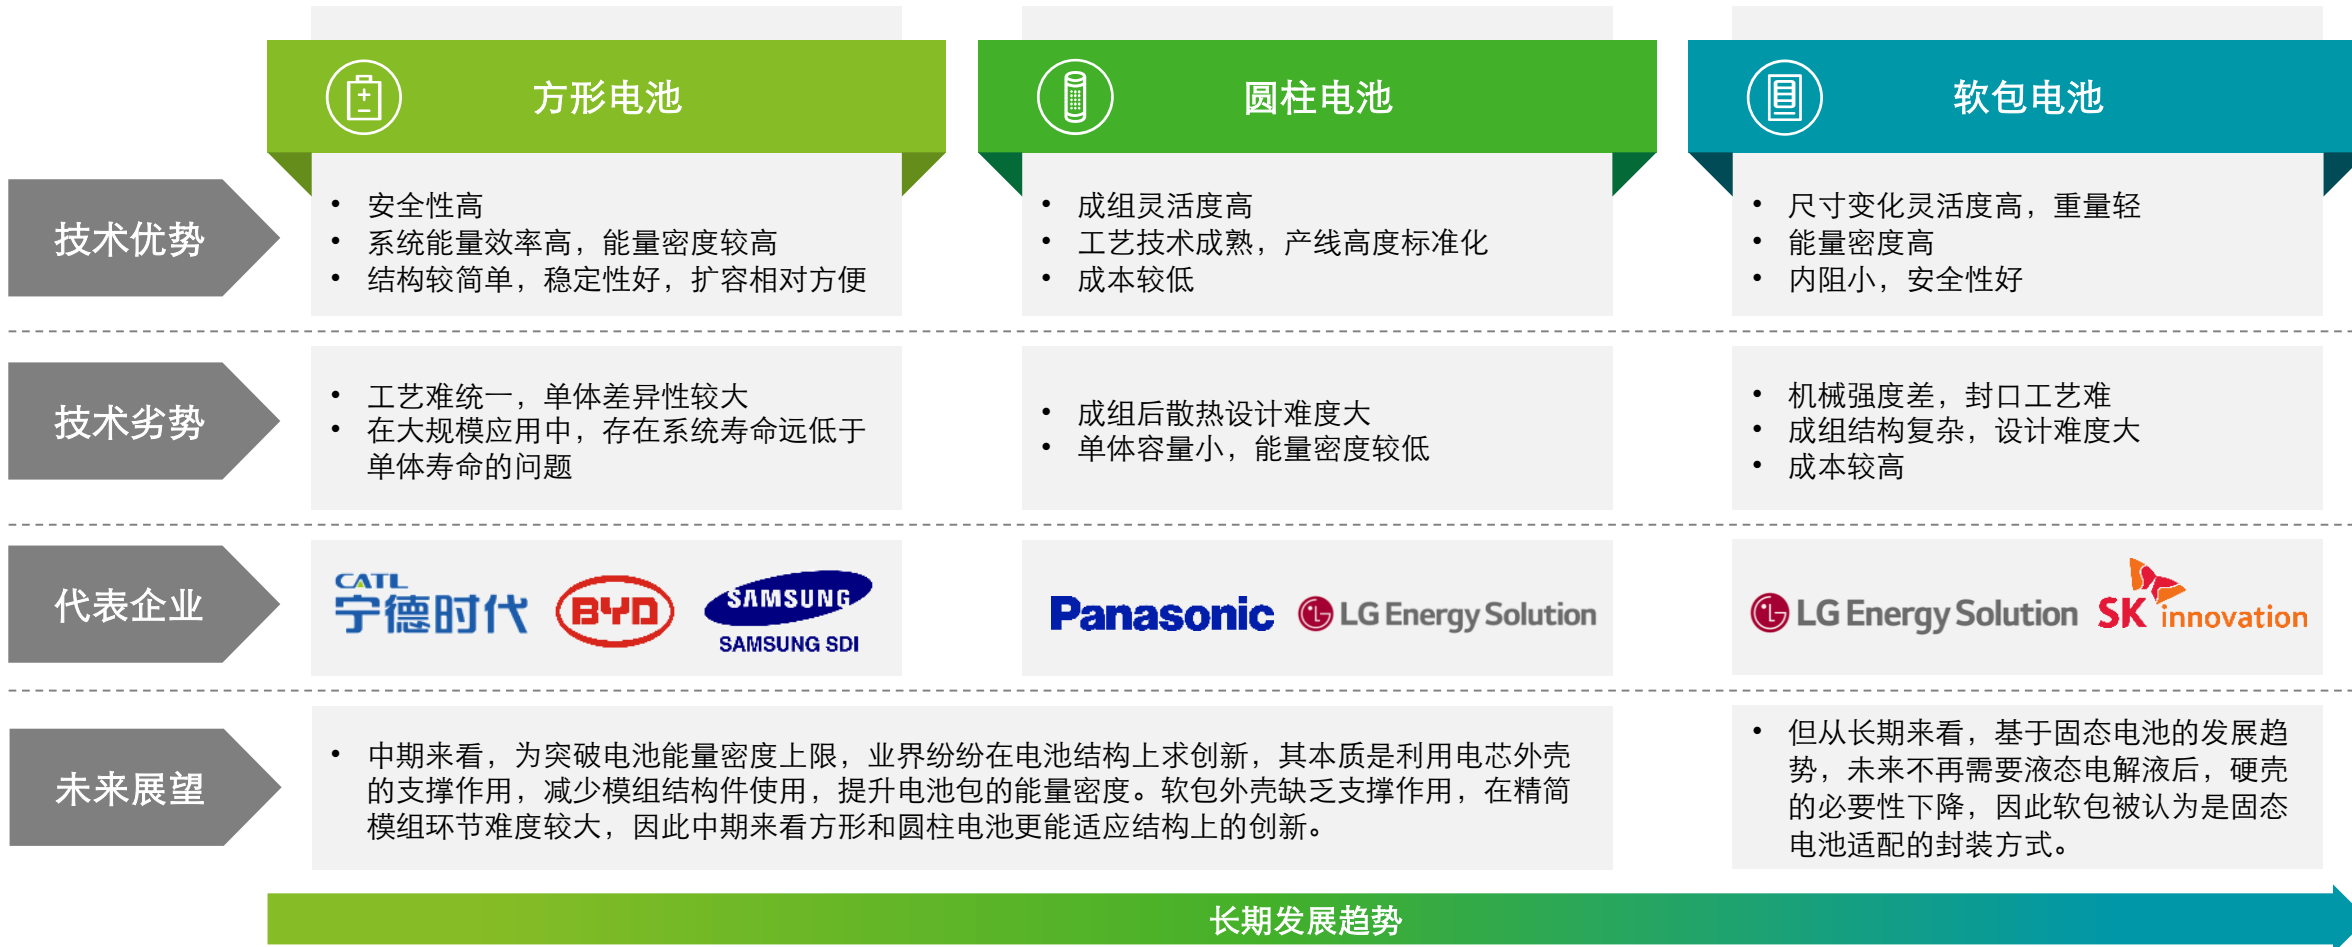 方形电池
圆柱电池
软包电池
技术优势
• 安全性高
• 系统能量效率高，能量密度较高
• 结构较简单，稳定性好，扩容相对方便
• 成组灵活度高
• 工艺技术成熟，产线高度标准化
• 成本较低
• 尺寸变化灵活度高，重量轻
• 能量密度高
• 内阻小，安全性好
技术劣势
• 工艺难统一，单体差异性较大
• 在大规模应用中，存在系统寿命远低于
单体寿命的问题
• 成组后散热设计难度大
• 单体容量小，能量密度较低
• 机械强度差，封口工艺难
• 成组结构复杂，设计难度大
• 成本较高
代表企业
CATL
宁德时代
BYD
SAMSUNG
SAMSUNG SDI
Panasonic
LG Energy Solution
LG Energy Solution
SK innovation
未来展望
• 中期来看，为突破电池能量密度上限，业界纷纷在电池结构上求创新，其本质是利用电芯外壳
的支撑作用，减少模组结构件使用，提升电池包的能量密度。软包外壳缺乏支撑作用，在精简
模组环节难度较大，因此中期来看方形和圆柱电池更能适应结构上的创新。
• 但从长期来看，基于固态电池的发展趋
势，未来不再需要液态电解液后，硬壳
的必要性下降，因此软包被认为是固态
电池适配的封装方式。
长期发展趋势